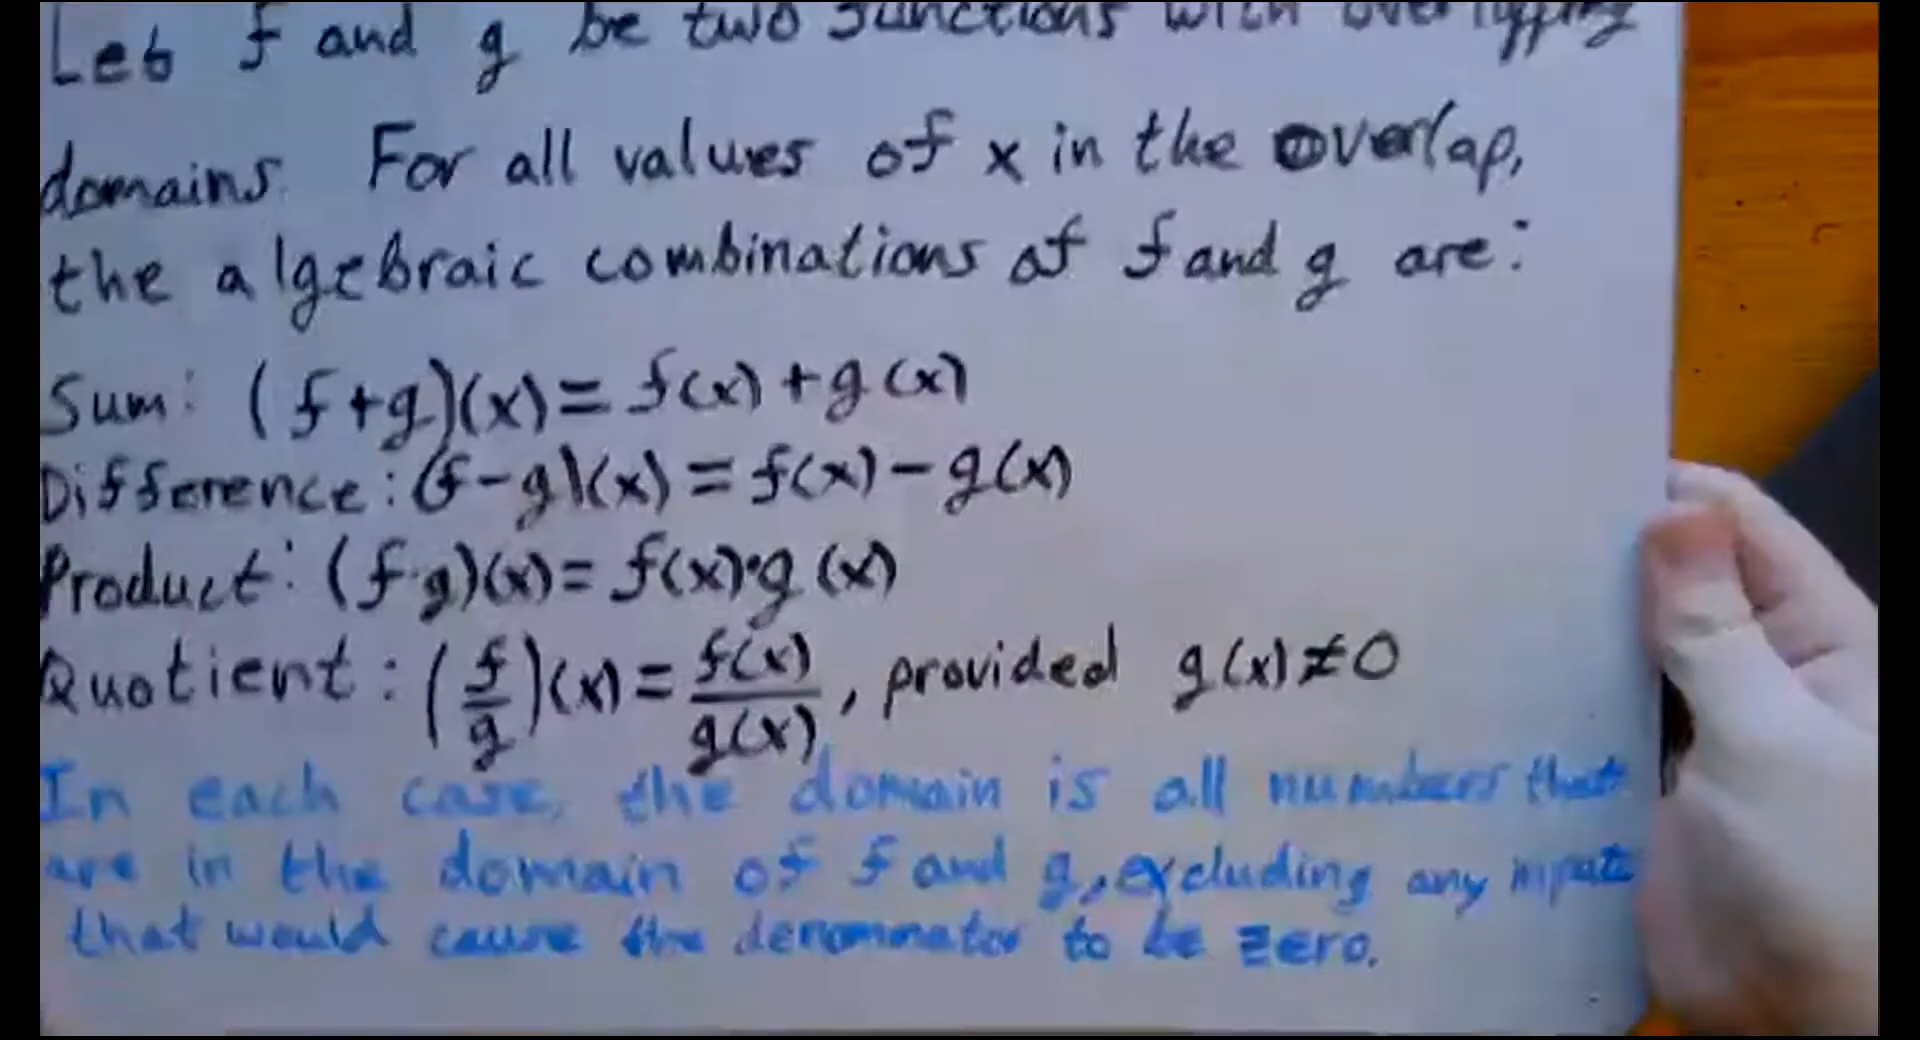 Let f and g be two functions with overlapping
domains. For all values of x in the overlap,
the algebraic combinations of f and g are:
Sum: (f+g)(x) = f(x)+g(x)
Difference: (f-g)(x) = f(x)-g(x)
Product: (f·g)(x) = f(x)·g(x)
Quotient: (f/g)(x) = f(x)/g(x), provided g(x)≠0
In each case, the domain is all numbers that
are in the domain of f and g, excluding any inputs
that would cause the denominator to be zero.